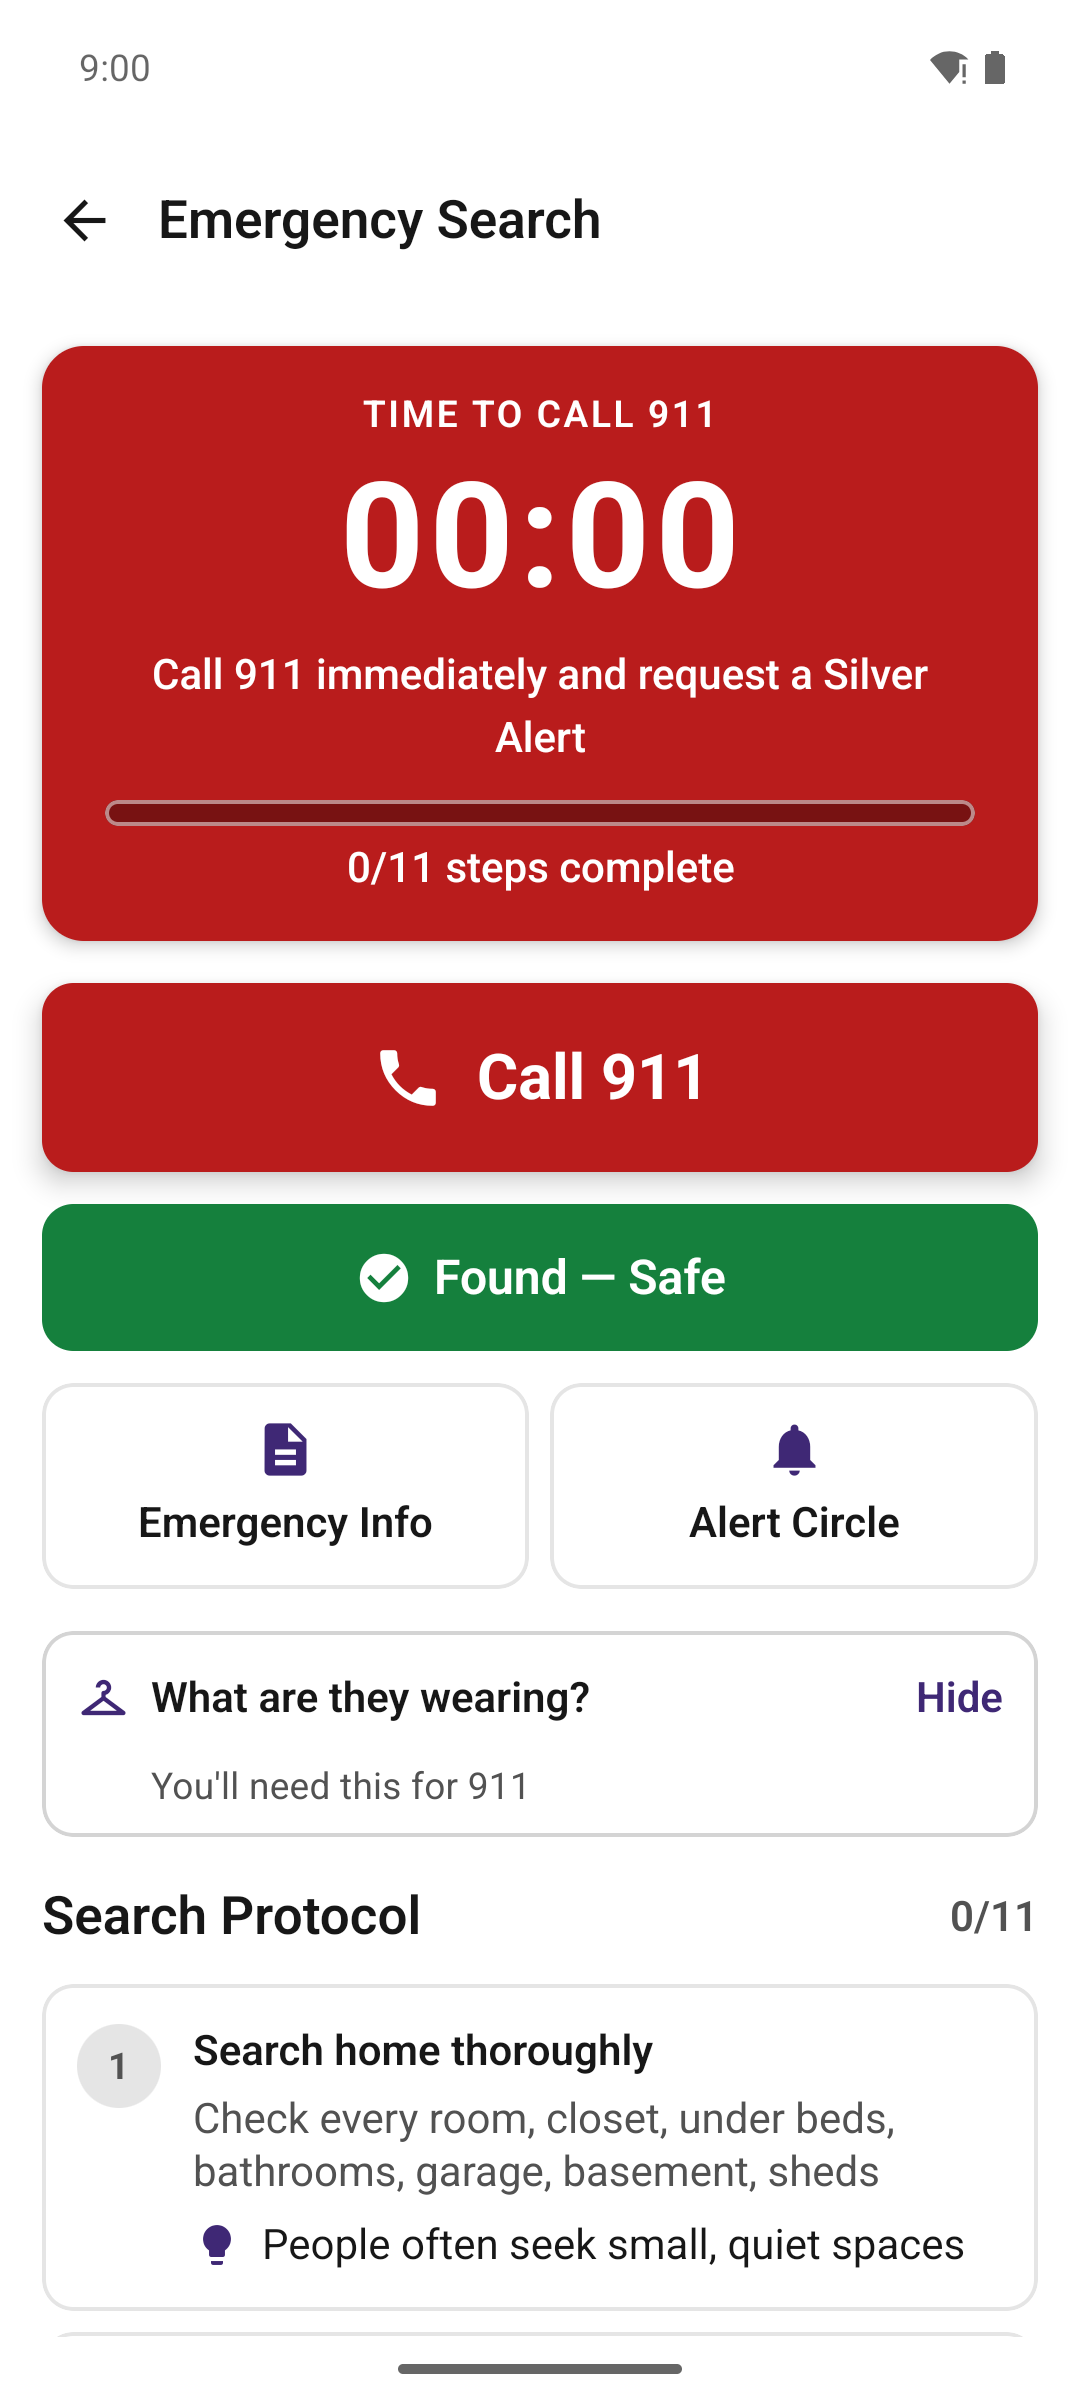 9:00
Emergency Search
TIME TO CALL 911
00:00
Call 911 immediately and request a Silver
Alert
0/11 steps complete
Call 911
Found — Safe
Emergency Info
Alert Circle
What are they wearing?
Hide
You'll need this for 911
Search Protocol
0/11
1
Search home thoroughly
Check every room, closet, under beds,
bathrooms, garage, basement, sheds
People often seek small, quiet spaces